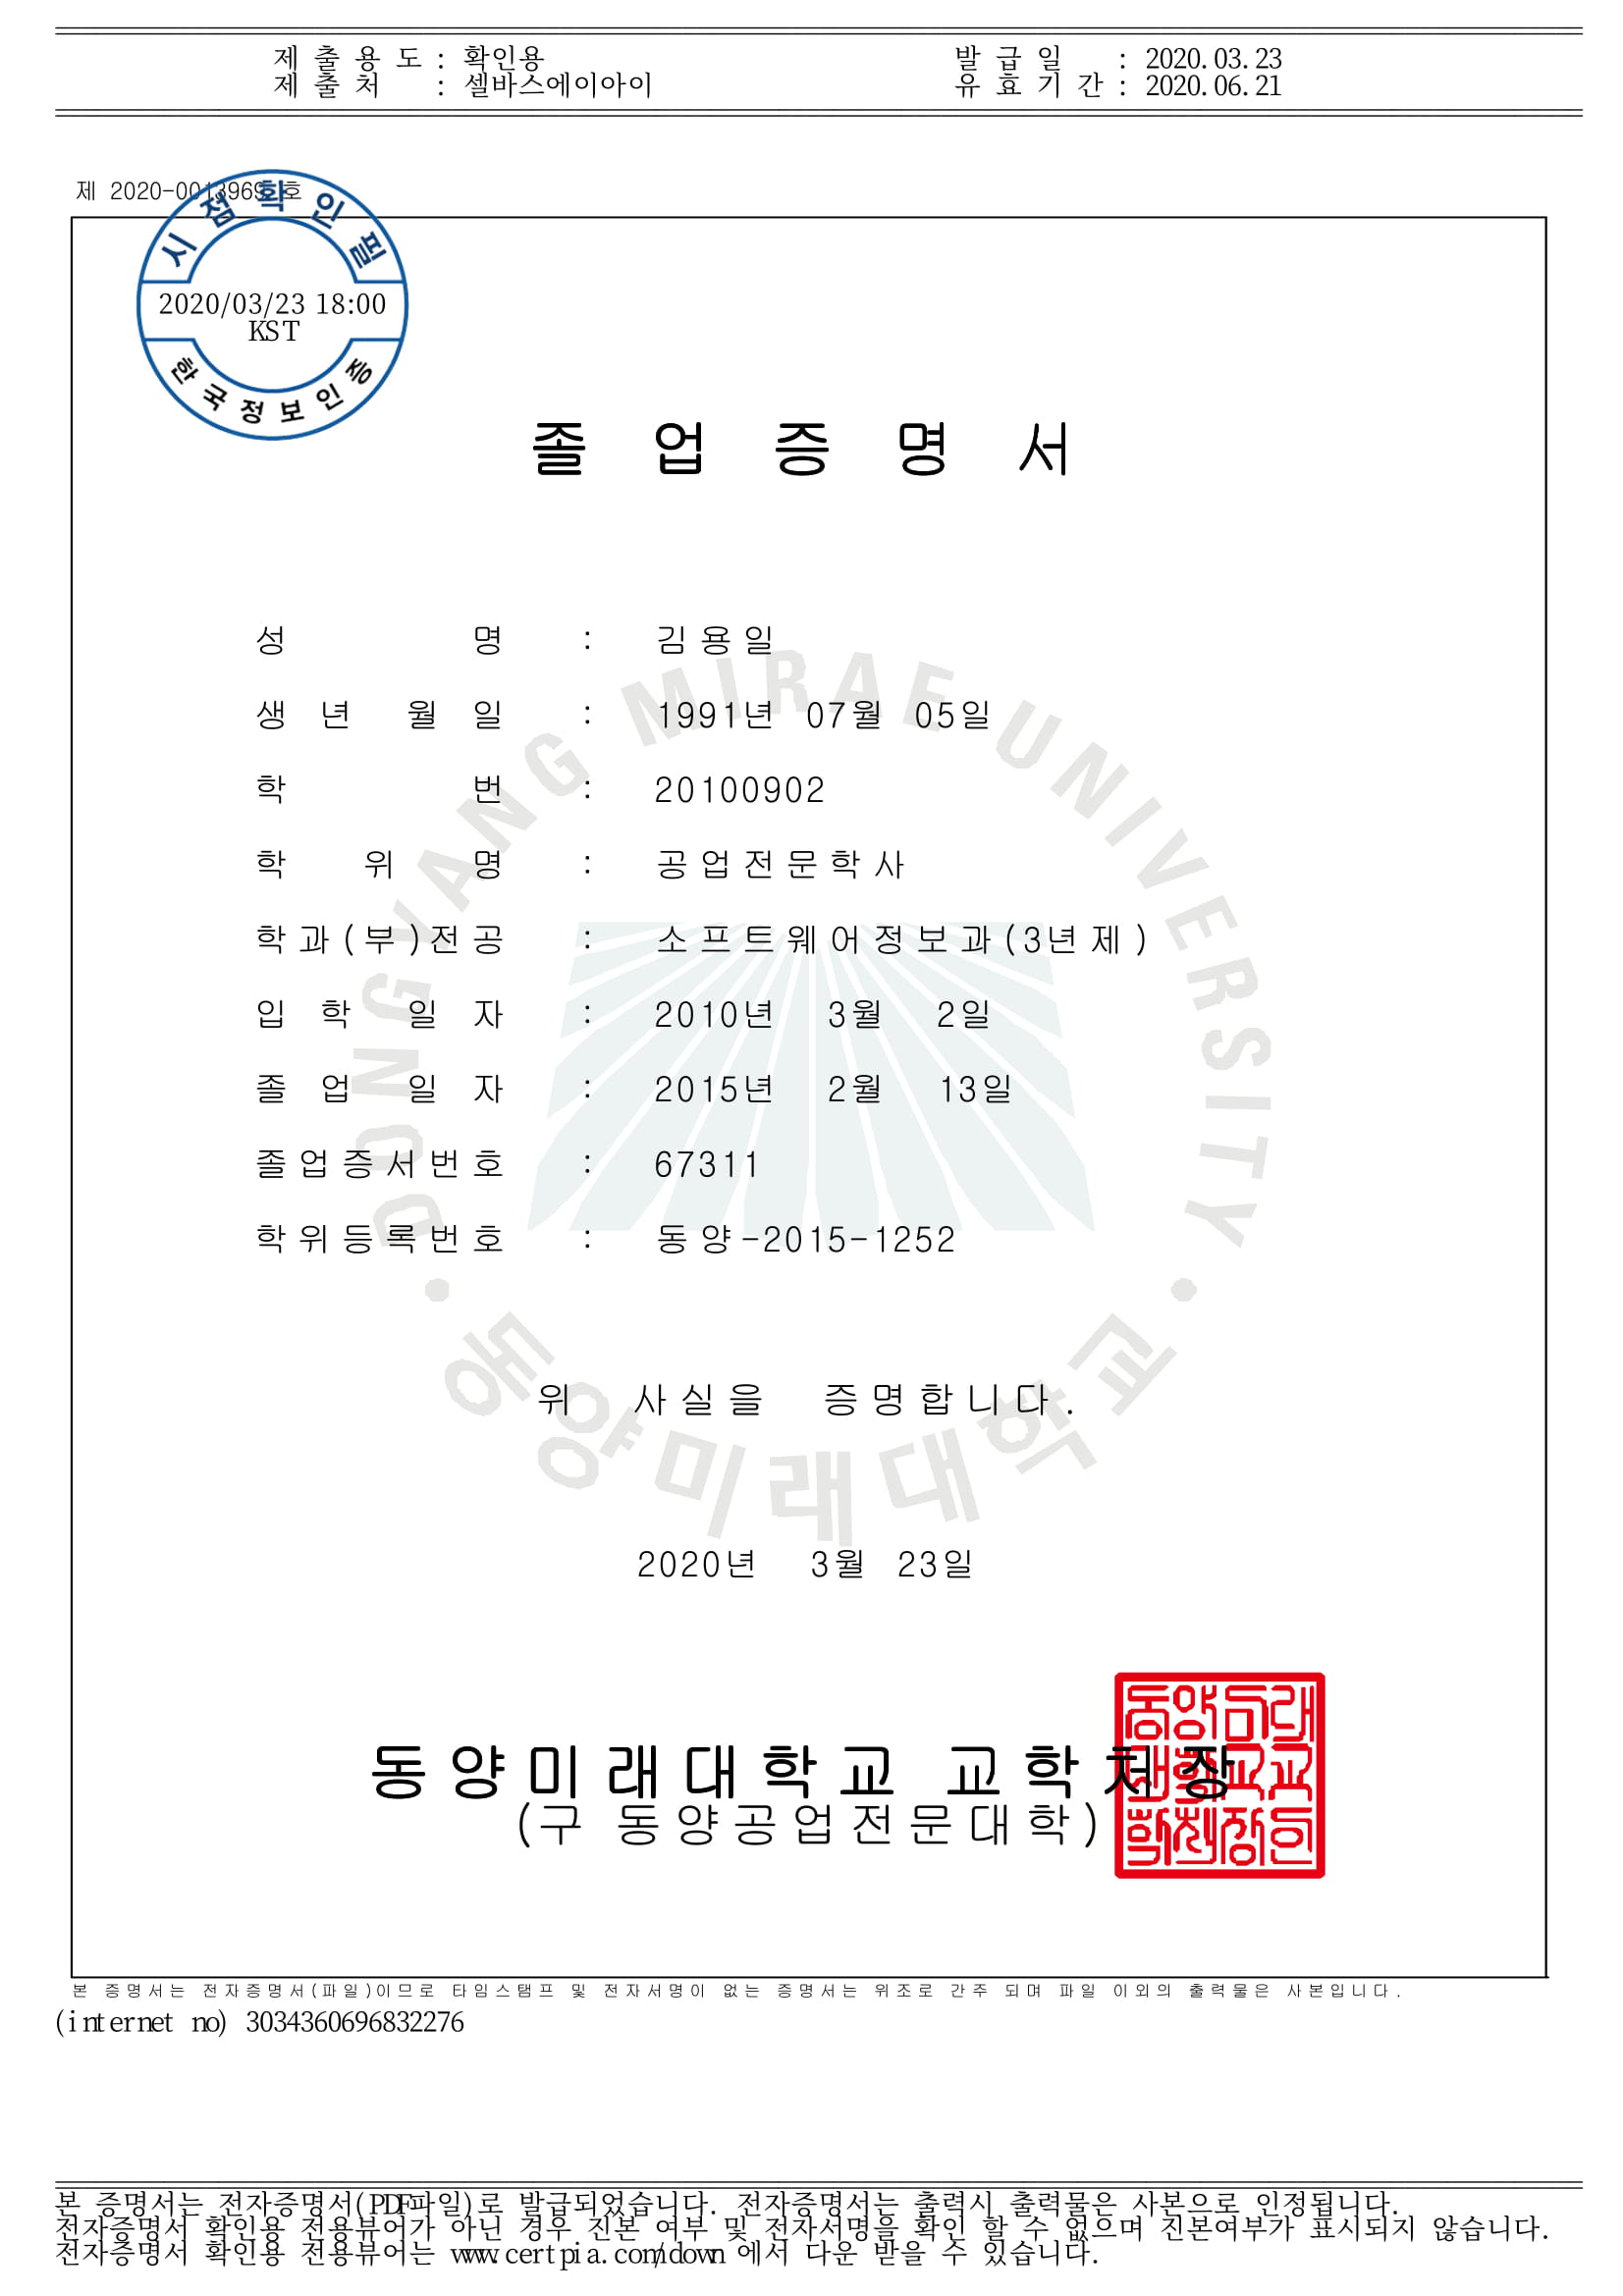 제 출 용 도 : 확인용 발 급 일 : 2020.03.23
제 출 처 : 셀바스에이아이 유 효 기 간 : 2020.06.21
제 2020-0013969 호
시점확인필
2020/03/23 18:00
KST
한국정보인증
졸 업 증 명 서
성 명 : 김용일
생 년 월 일 : 1991년 07월 05일
학 번 : 20100902
학 위 명 : 공업전문학사
학과(부)전공 : 소프트웨어정보과(3년제)
입 학 일 자 : 2010년 3월 2일
졸 업 일 자 : 2015년 2월 13일
졸업증서번호 : 67311
학위등록번호 : 동양-2015-1252
DONGYANG MIRAE UNIVERSITY
동양미래대학교
위 사실을 증명합니다.
2020년 3월 23일
동양미래대학교 교학처장
(구 동양공업전문대학)
본 증명서는 전자증명서(파일)이므로 타임스탬프 및 전자서명이 없는 증명서는 위조로 간주 되며 파일 이외의 출력물은 사본입니다.
(internet no) 3034360696832276
본 증명서는 전자증명서(PDF파일)로 발급되었습니다. 전자증명서는 출력시 출력물은 사본으로 인정됩니다.
전자증명서 확인용 전용뷰어가 아닌 경우 진본 여부 및 전자서명을 확인 할 수 없으며 진본여부가 표시되지 않습니다.
전자증명서 확인용 전용뷰어는 www.certpia.com/down 에서 다운 받을 수 있습니다.